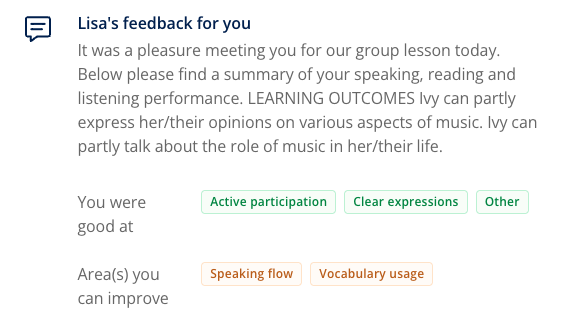 Lisa's feedback for you
It was a pleasure meeting you for our group lesson today.
Below please find a summary of your speaking, reading and
listening performance. LEARNING OUTCOMES Ivy can partly
express her/their opinions on various aspects of music. Ivy can
partly talk about the role of music in her/their life.
You were
good at
Active participation
Clear expressions
Other
Area(s) you
can improve
Speaking flow
Vocabulary usage